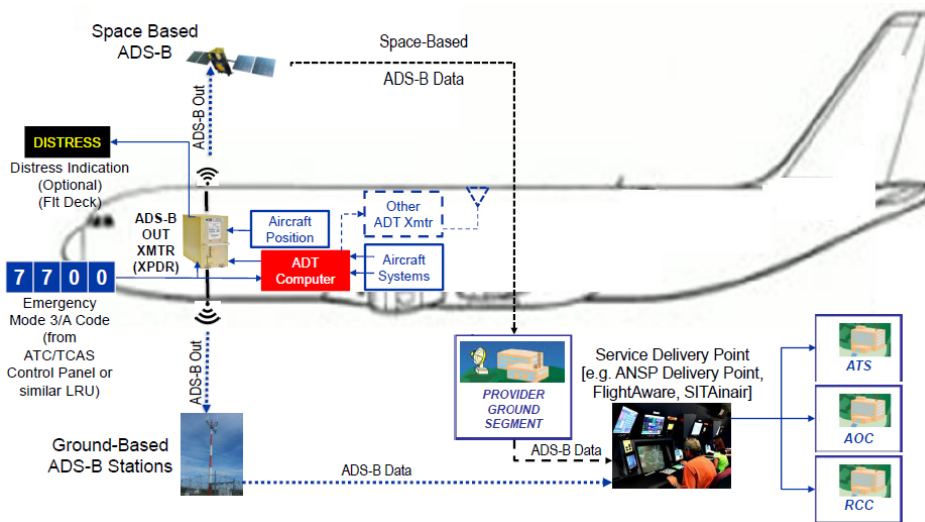 Space Based
ADS-B
Space-Based
ADS-B Data
ADS-B Out
DISTRESS
Distress Indication
(Optional)
(Flt Deck)
ADS-B
OUT
XMTR
(XPDR)
Aircraft
Position
Other
ADT Xmtr
ADT
Computer
Aircraft
Systems
7 7 0 0
Emergency
Mode 3/A Code
(from
ATC/TCAS
Control Panel or
similar LRU)
ADS-B Out
Ground-Based
ADS-B Stations
ADS-B Data
PROVIDER
GROUND
SEGMENT
ADS-B Data
Service Delivery Point
[e.g. ANSP Delivery Point,
FlightAware, SITAinair]
ATS
AOC
RCC